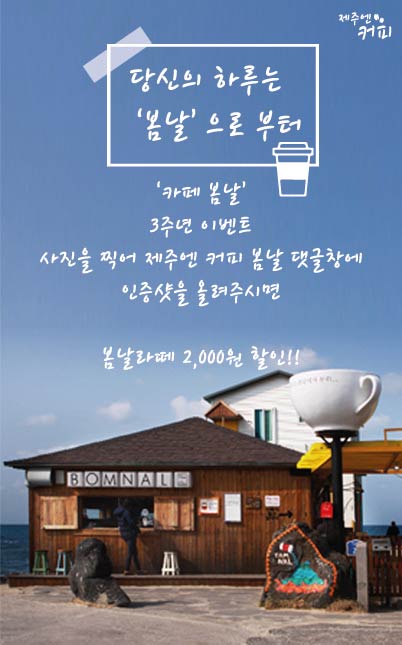 제주엔
커피
당신의 하루는
'봄날' 으로 부터
'카페 봄날'
3주년 이벤트
사진을 찍어 제주엔 커피 봄날 댓글창에
인증샷을 올려주시면
봄날라떼 2,000원 할인!!
BOMNAL